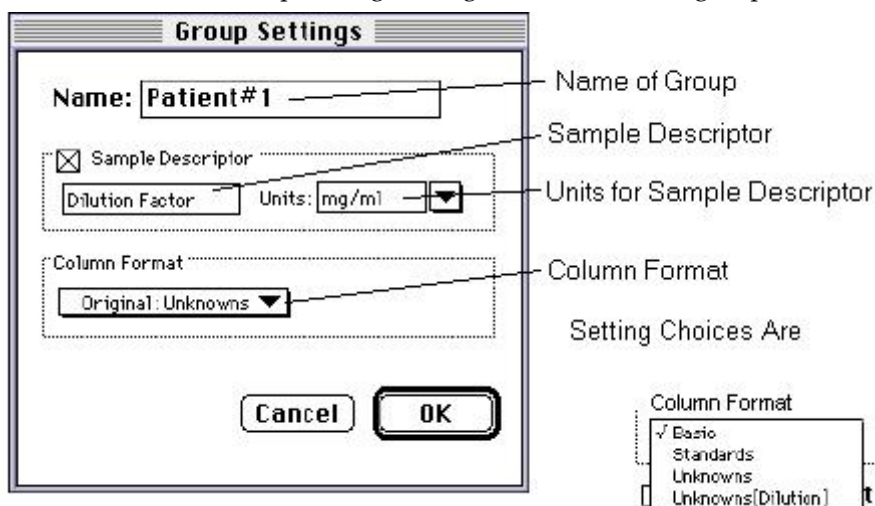 Group Settings
Name: Patient#1
Name of Group
Sample Descriptor
Sample Descriptor
Dilution Factor Units: mg/ml
Units for Sample Descriptor
Column Format
Original:Unknowns
Column Format
Setting Choices Are
Cancel OK
Column Format
√ Basic
Standards
Unknowns
Unknowns[Dilution]